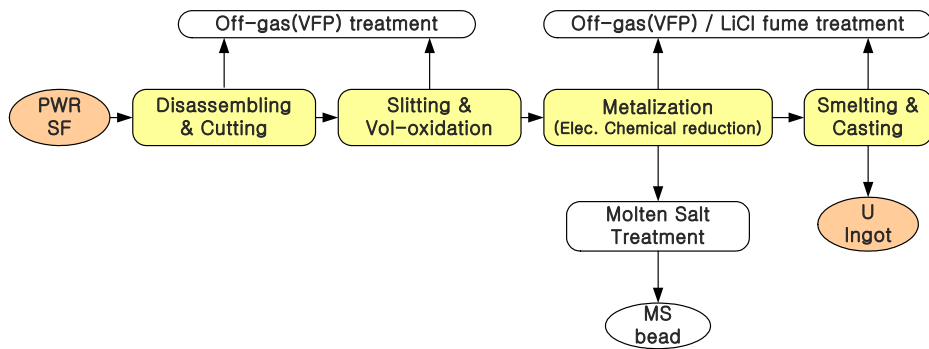 Off-gas(VFP) treatment
Off-gas(VFP) / LiCl fume treatment
PWR
SF
Disassembling
& Cutting
Slitting &
Vol-oxidation
Metalization
(Elec. Chemical reduction)
Smelting &
Casting
Molten Salt
Treatment
U
Ingot
MS
bead